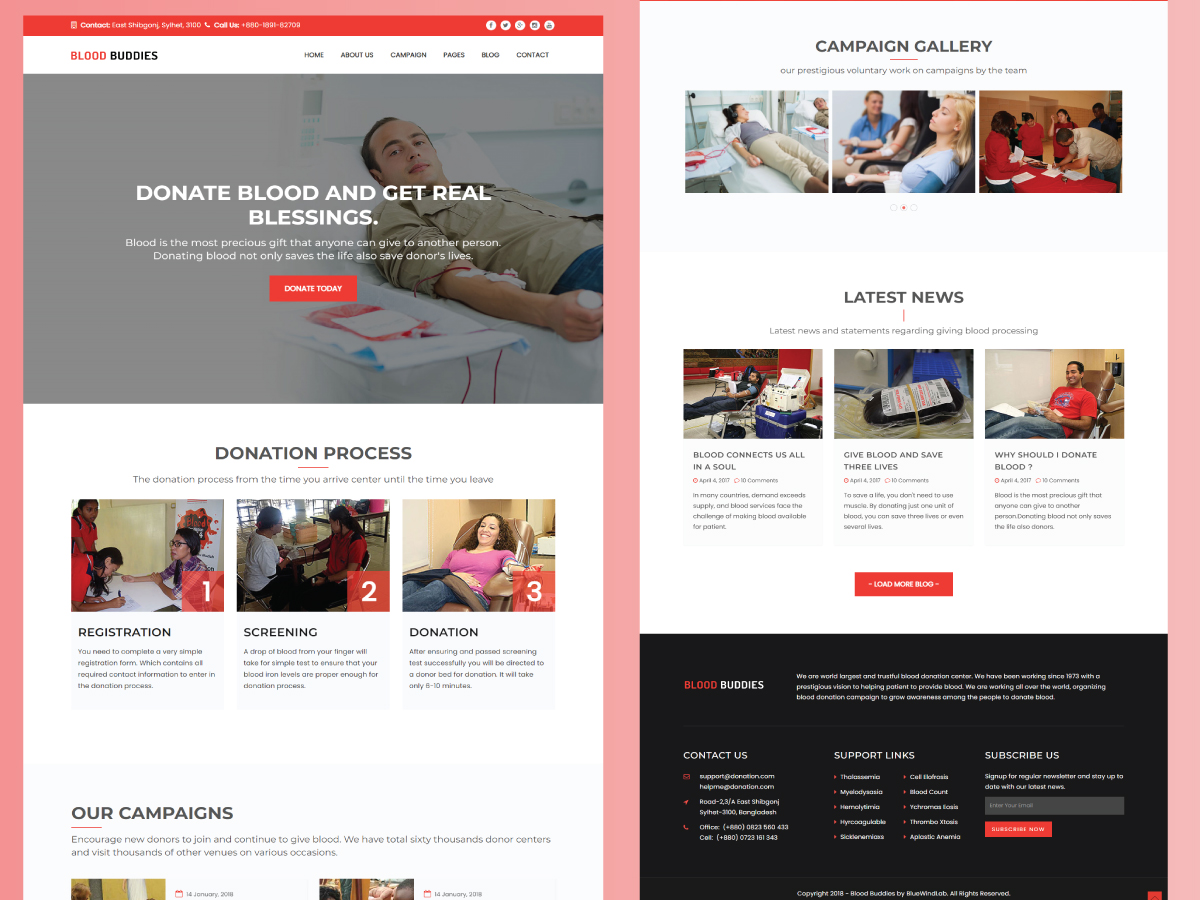 Contact: East Shibgonj, Sylhet, 3100 Call Us: +880-1891-82709
BLOOD BUDDIES
HOME ABOUT US CAMPAIGN PAGES BLOG CONTACT
DONATE BLOOD AND GET REAL
BLESSINGS.
Blood is the most precious gift that anyone can give to another person.
Donating blood not only saves the life also save donor's lives.
DONATE TODAY
DONATION PROCESS
The donation process from the time you arrive center until the time you leave
1
2
3
REGISTRATION
You need to complete a very simple
registration form. Which contains all
required contact information to enter in
the donation process.
SCREENING
A drop of blood from your finger will
take for simple test to ensure that your
blood iron levels are proper enough for
donation process.
DONATION
After ensuring and passed screening
test successfully you will be directed to
a donor bed for donation. It will take
only 6-10 minutes.
OUR CAMPAIGNS
Encourage new donors to join and continue to give blood. We have total sixty thousands donor centers
and visit thousands of other venues on various occasions.
14 January, 2018
14 January, 2018
CAMPAIGN GALLERY
our prestigious voluntary work on campaigns by the team
LATEST NEWS
Latest news and statements regarding giving blood processing
BLOOD CONNECTS US ALL
IN A SOUL
April 4, 2017 10 Comments
In many countries, demand exceeds
supply, and blood services face the
challenge of making blood available
for patient.
GIVE BLOOD AND SAVE
THREE LIVES
April 4, 2017 10 Comments
To save a life, you don't need to use
muscle. By donating just one unit of
blood, you can save three lives or even
several lives.
WHY SHOULD I DONATE
BLOOD ?
April 4, 2017 10 Comments
Blood is the most precious gift that
anyone can give to another
person.Donating blood not only saves
the life also donors.
- LOAD MORE BLOG -
BLOOD BUDDIES
We are world largest and trustful blood donation center. We have been working since 1973 with a
prestigious vision to helping patient to provide blood. We are working all over the world, organizing
blood donation campaign to grow awareness among the people to donate blood.
CONTACT US
support@donation.com
helpme@donation.com
Road-2,3/A East Shibgonj
Sylhet-3100, Bangladesh
Office: (+880) 0823 560 433
Cell: (+880) 0723 161 343
SUPPORT LINKS
Thalassemia
Myelodysasia
Hemolytimia
Hyrcoagulable
Sicklenemiaxs
Cell Elofrosis
Blood Count
Ychromas Eosis
Thrombo Xtosis
Aplastic Anemia
SUBSCRIBE US
Signup for regular newsletter and stay up to
date with our latest news.
Enter Your Email
SUBSCRIBE NOW
Copyright 2018 - Blood Buddies by BlueWindLab. All Rights Reserved.